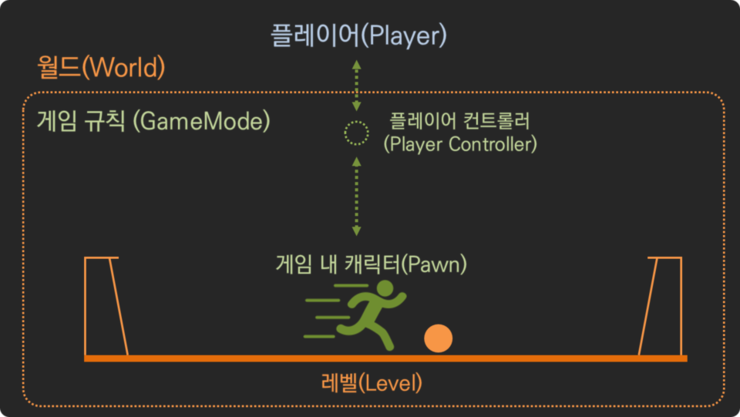 플레이어(Player)
월드(World)
게임 규칙 (GameMode)
플레이어 컨트롤러
(Player Controller)
게임 내 캐릭터(Pawn)
레벨(Level)